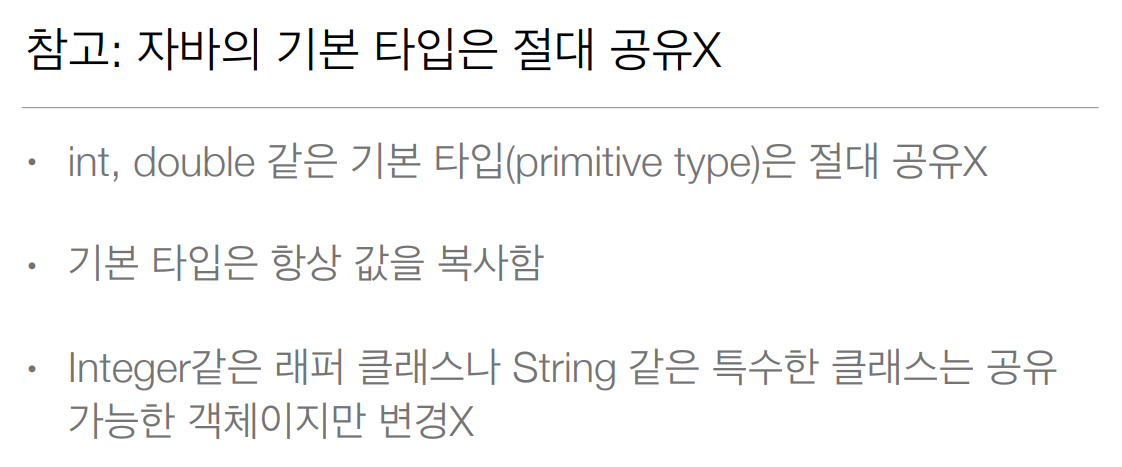 참고: 자바의 기본 타입은 절대 공유X
• int, double 같은 기본 타입(primitive type)은 절대 공유X
• 기본 타입은 항상 값을 복사함
• Integer같은 래퍼 클래스나 String 같은 특수한 클래스는 공유
가능한 객체이지만 변경X